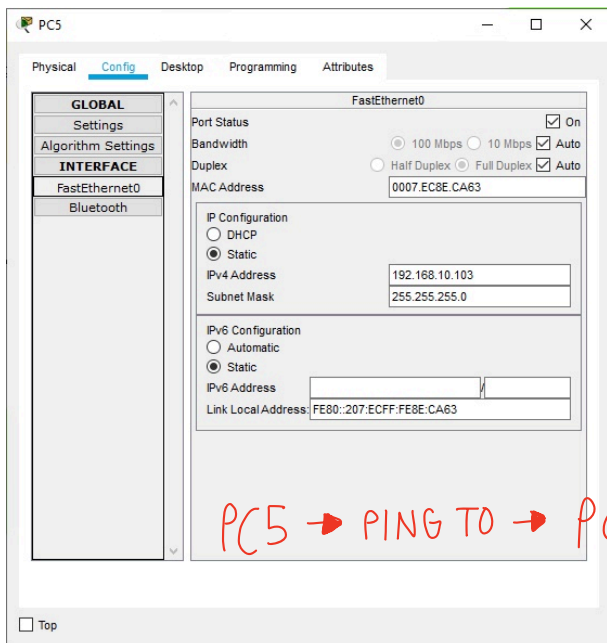 PC5
Physical Config Desktop Programming Attributes
GLOBAL
Settings
Algorithm Settings
INTERFACE
FastEthernet0
Bluetooth
FastEthernet0
Port Status On
Bandwidth 100 Mbps 10 Mbps Auto
Duplex Half Duplex Full Duplex Auto
MAC Address 0007.EC8E.CA63
IP Configuration
DHCP
Static
IPv4 Address 192.168.10.103
Subnet Mask 255.255.255.0
IPv6 Configuration
Automatic
Static
IPv6 Address /
Link Local Address: FE80::207:ECFF:FE8E:CA63
PC5 → PING TO →
Top